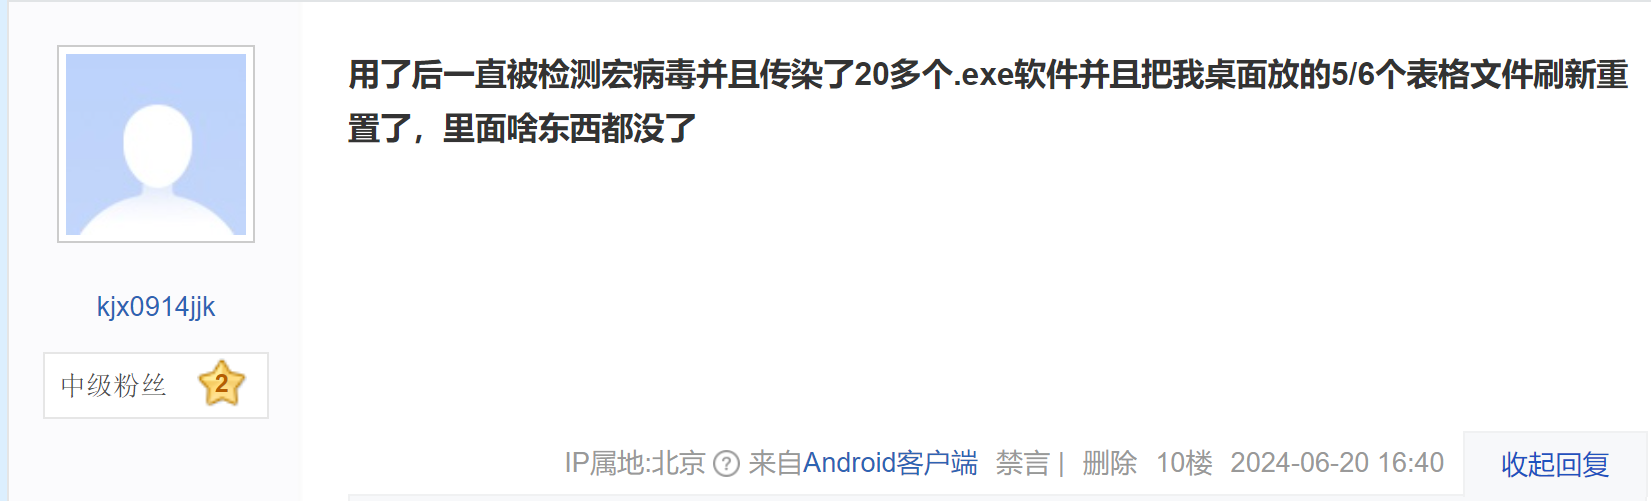 用了后一直被检测宏病毒并且传染了20多个.exe软件并且把我桌面放的5/6个表格文件刷新重
置了，里面啥东西都没了
kjx0914jjk
中级粉丝 2
IP属地:北京 ? 来自Android客户端 禁言 | 删除 10楼 2024-06-20 16:40 收起回复